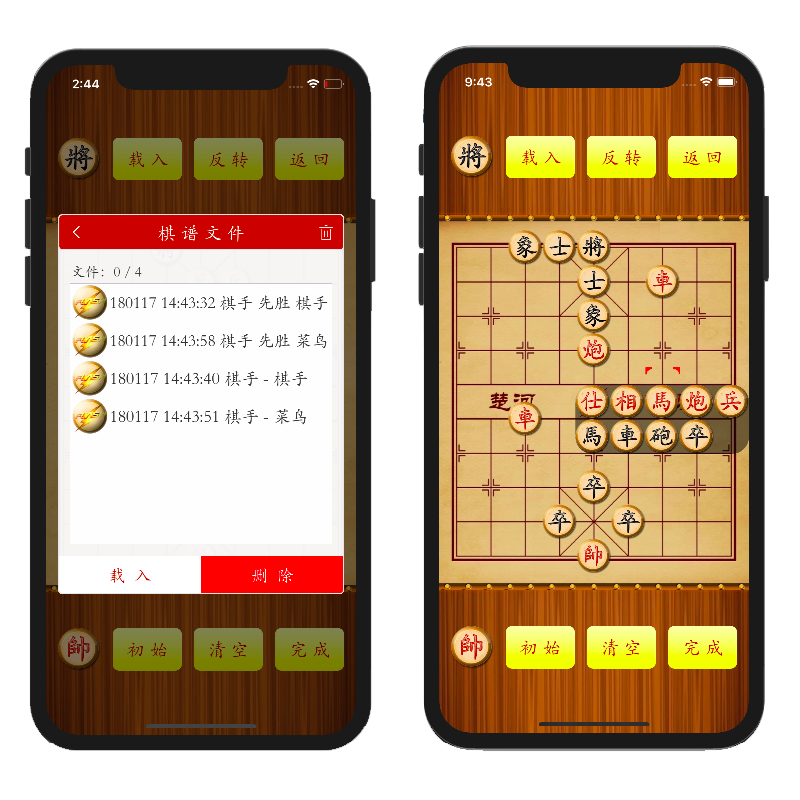 2:44
將
载入
反转
返回
棋谱文件
文件: 0 / 4
180117 14:43:32 棋手 先胜 棋手
180117 14:43:58 棋手 先胜 菜鸟
180117 14:43:40 棋手 - 棋手
180117 14:43:51 棋手 - 菜鸟
载入
删除
帥
初始
清空
完成
9:43
將
载入
反转
返回
象 士 將
士 車
象
炮
楚河
仕 相 馬 炮 兵
車
馬 車 砲 卒
卒
卒 卒
帥
帥
初始
清空
完成